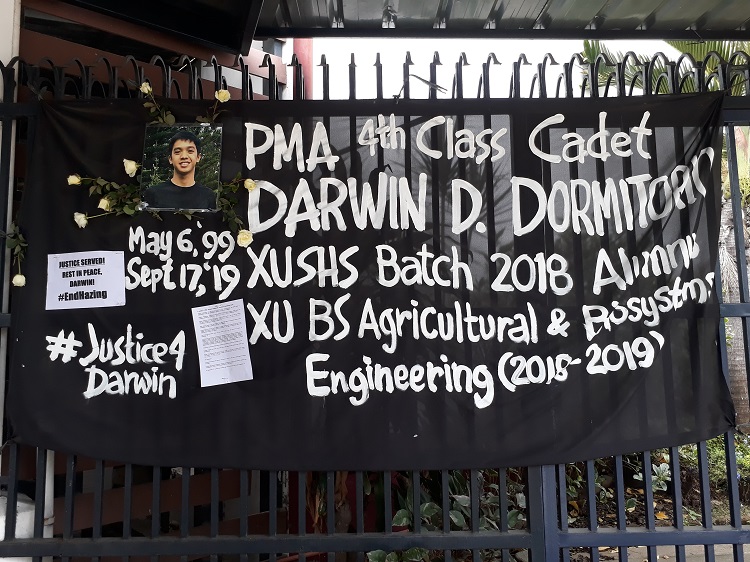 PMA 4th Class Cadet
DARWIN D. DORMITORIO
May 6,'99
Sept.17,'19
XUSHS Batch 2018 Alumnus
XU BS Agricultural & Biosystems
Engineering (2018-2019)
JUSTICE SERVED!
REST IN PEACE,
DARWIN!
#EndHazing
#Justice4
Darwin